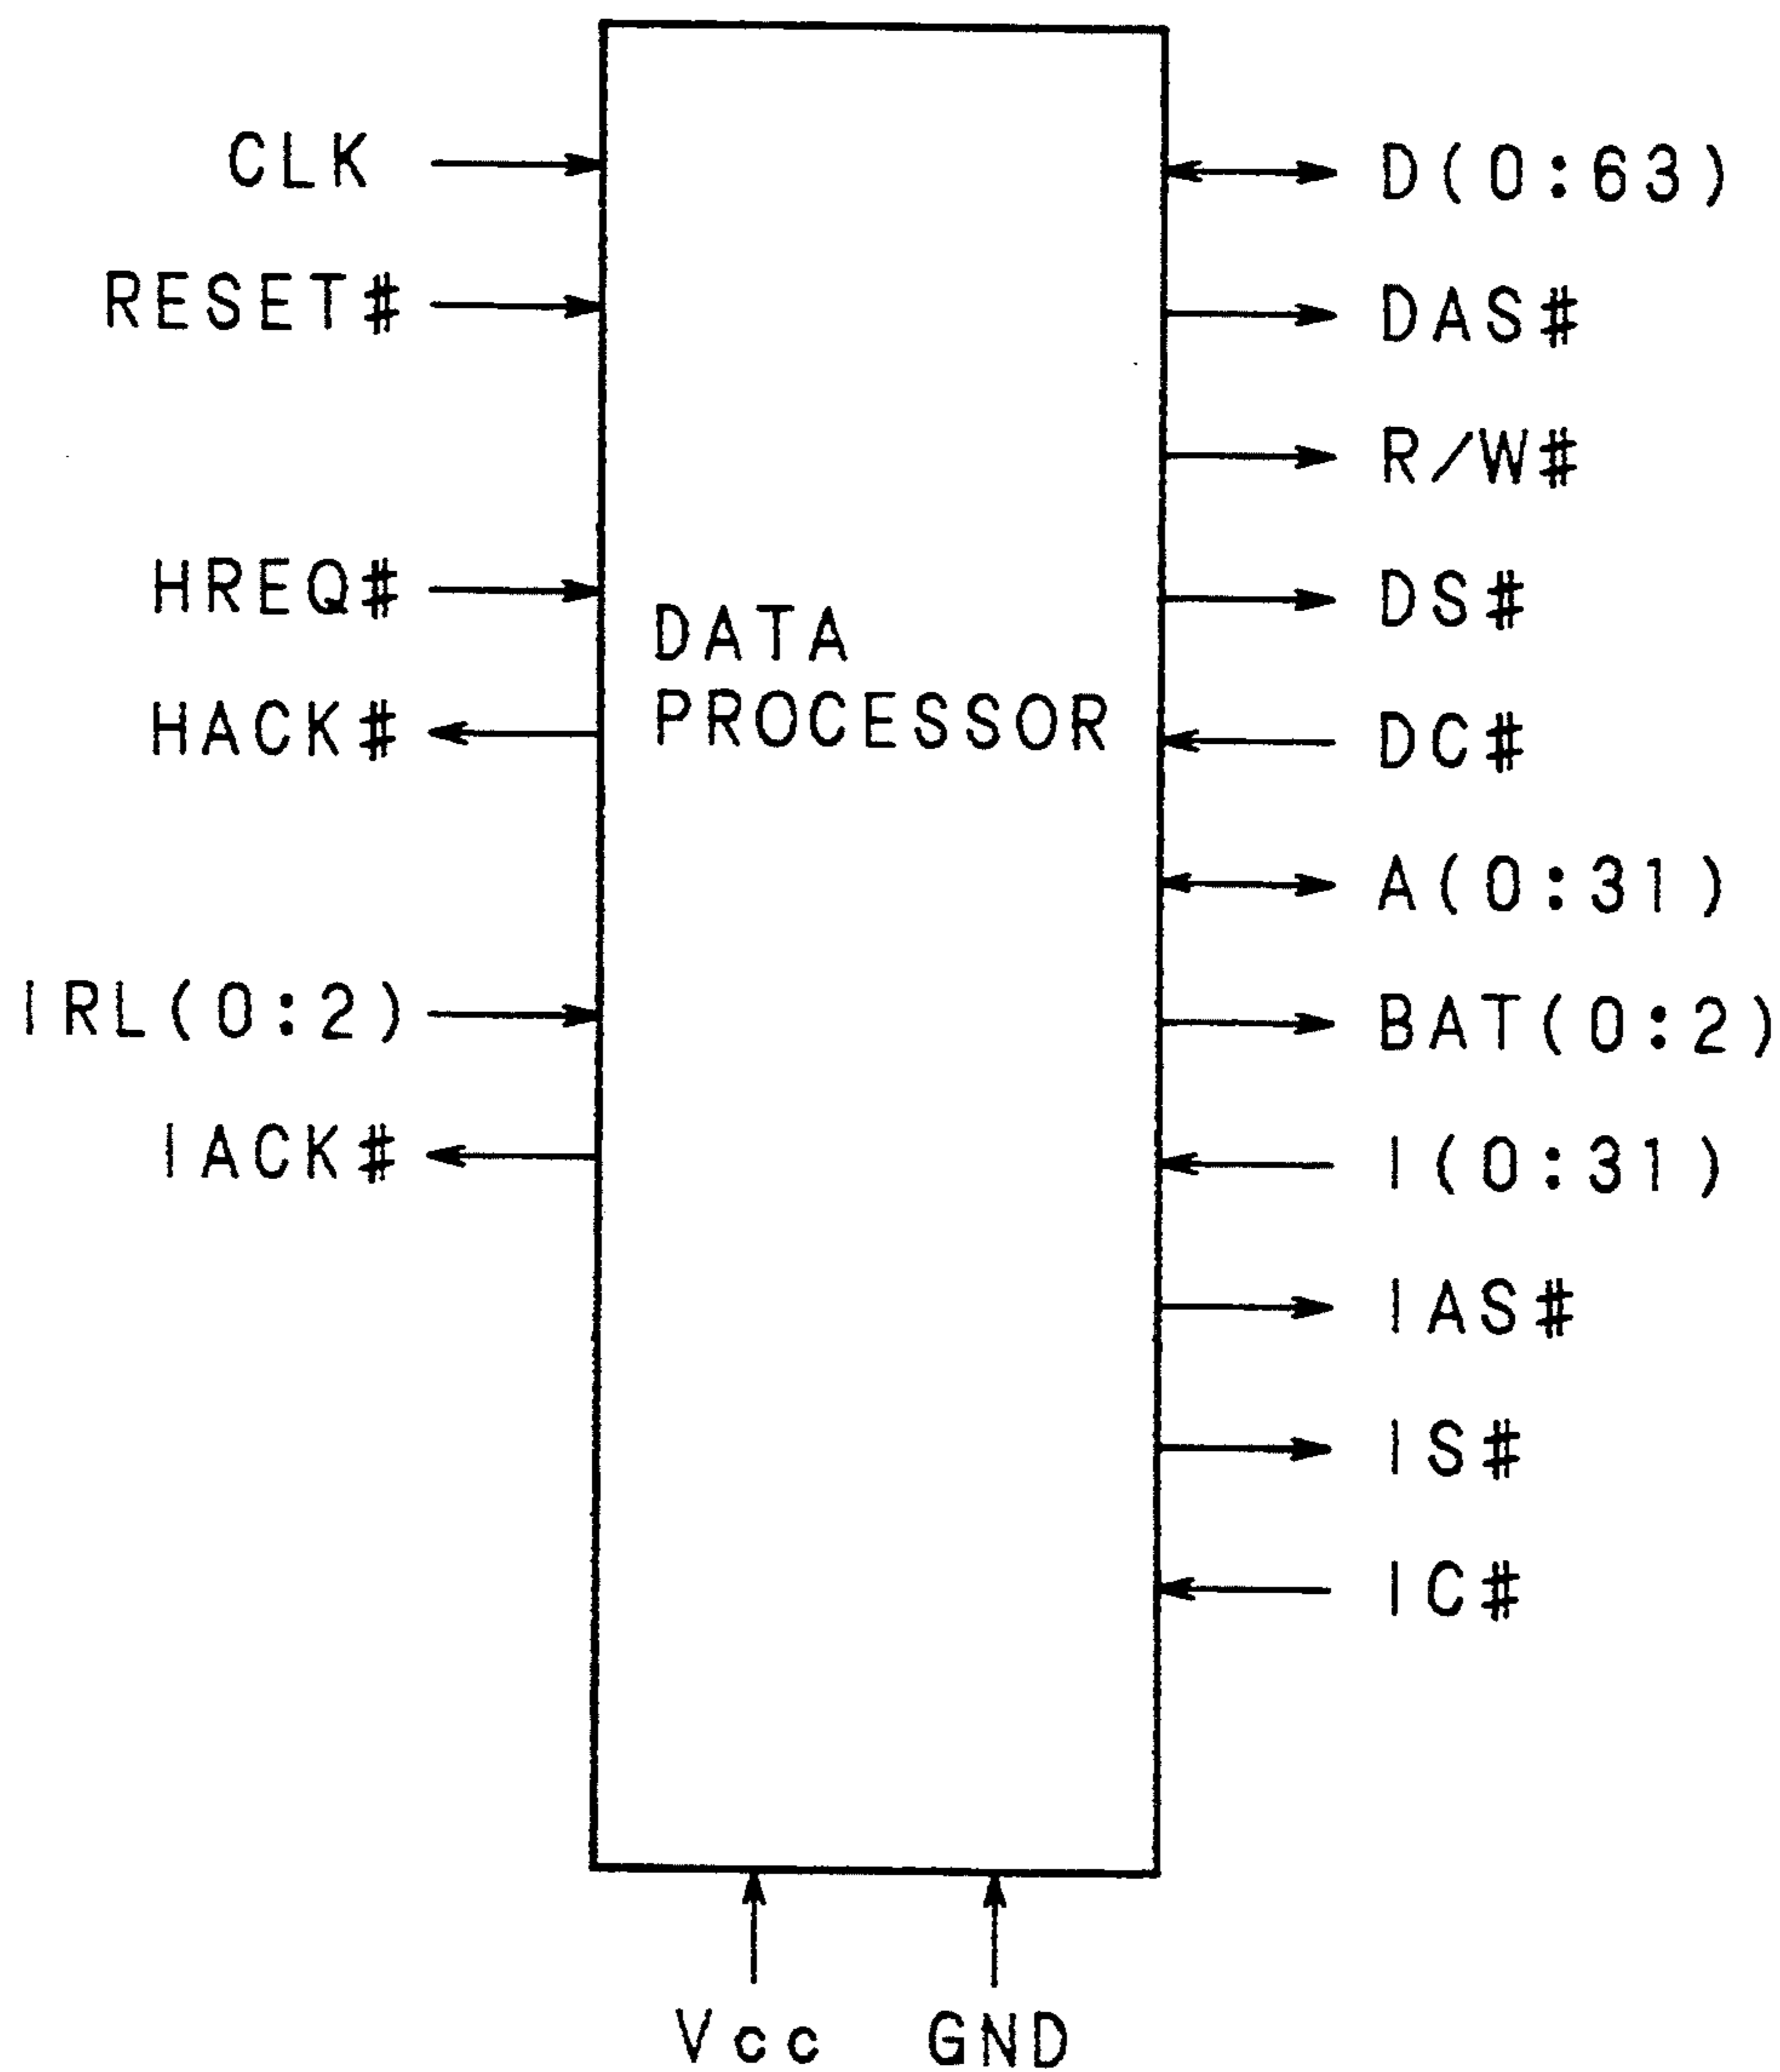 CLK
RESET#
HREQ#
HACK#
IRL(0:2)
IACK#
DATA
PROCESSOR
D(0:63)
DAS#
R/W#
DS#
DC#
A(0:31)
BAT(0:2)
I(0:31)
IAS#
IS#
IC#
Vcc
GND